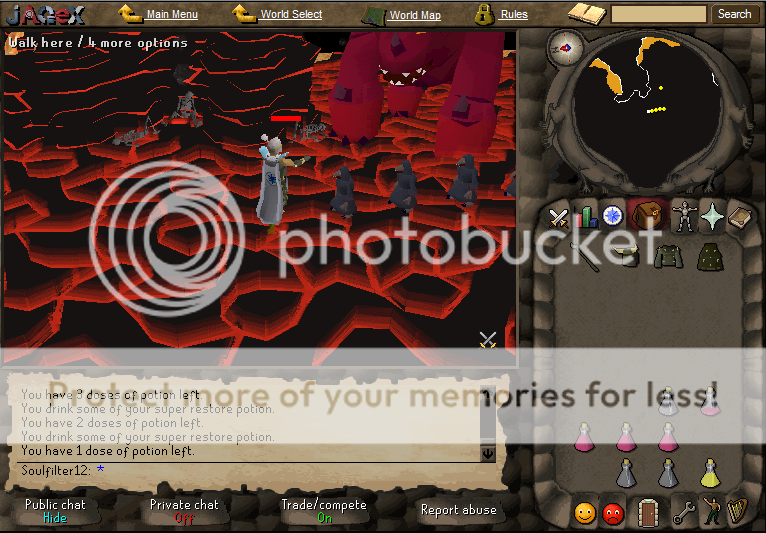 JAGeX
Main Menu
World Select
World Map
Rules
Search
Walk here / 4 more options
photobucket
Protect more of your memories for less!
You have 3 doses of potion left.
You drink some of your super restore potion.
You have 2 doses of potion left.
You drink some of your super restore potion.
You have 1 dose of potion left.
Soulfilter12: *
Public chat
Hide
Private chat
Off
Trade/compete
On
Report abuse